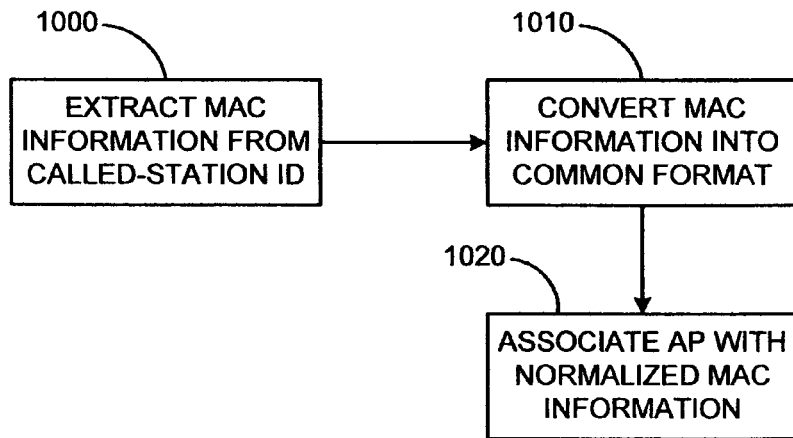 1000
EXTRACT MAC
INFORMATION FROM
CALLED-STATION ID
1010
CONVERT MAC
INFORMATION INTO
COMMON FORMAT
1020
ASSOCIATE AP WITH
NORMALIZED MAC
INFORMATION